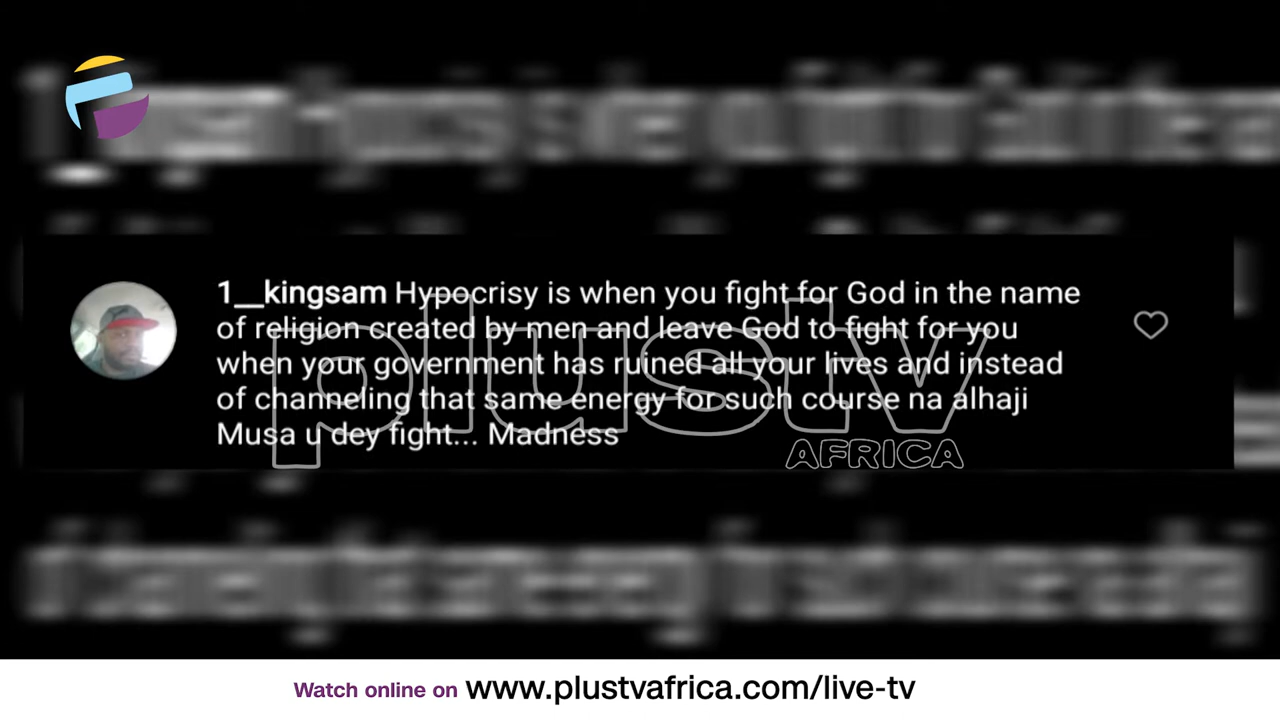 1__kingsam Hypocrisy is when you fight for God in the name
of religion created by men and leave God to fight for you
when your government has ruined all your lives and instead
of channeling that same energy for such course na alhaji
Musa u dey fight... Madness
plustv
AFRICA
Watch online on www.plustvafrica.com/live-tv